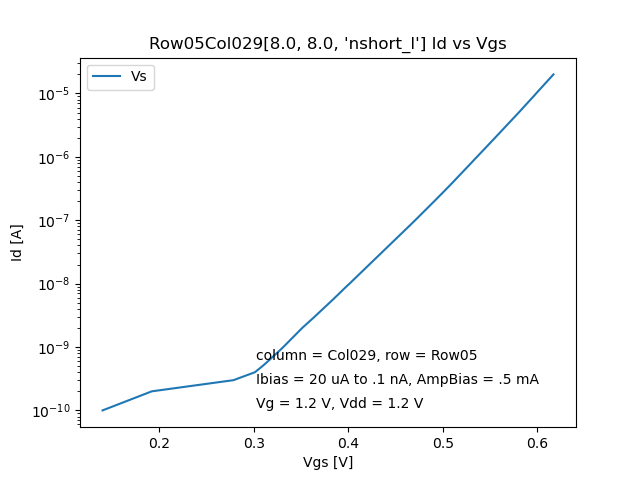 Row05Col029[8.0, 8.0, 'nshort_l'] Id vs Vgs
Vs
Id [A]
10⁻⁵
10⁻⁶
10⁻⁷
10⁻⁸
10⁻⁹
10⁻¹⁰
column = Col029, row = Row05
Ibias = 20 uA to .1 nA, AmpBias = .5 mA
Vg = 1.2 V, Vdd = 1.2 V
0.2 0.3 0.4 0.5 0.6
Vgs [V]